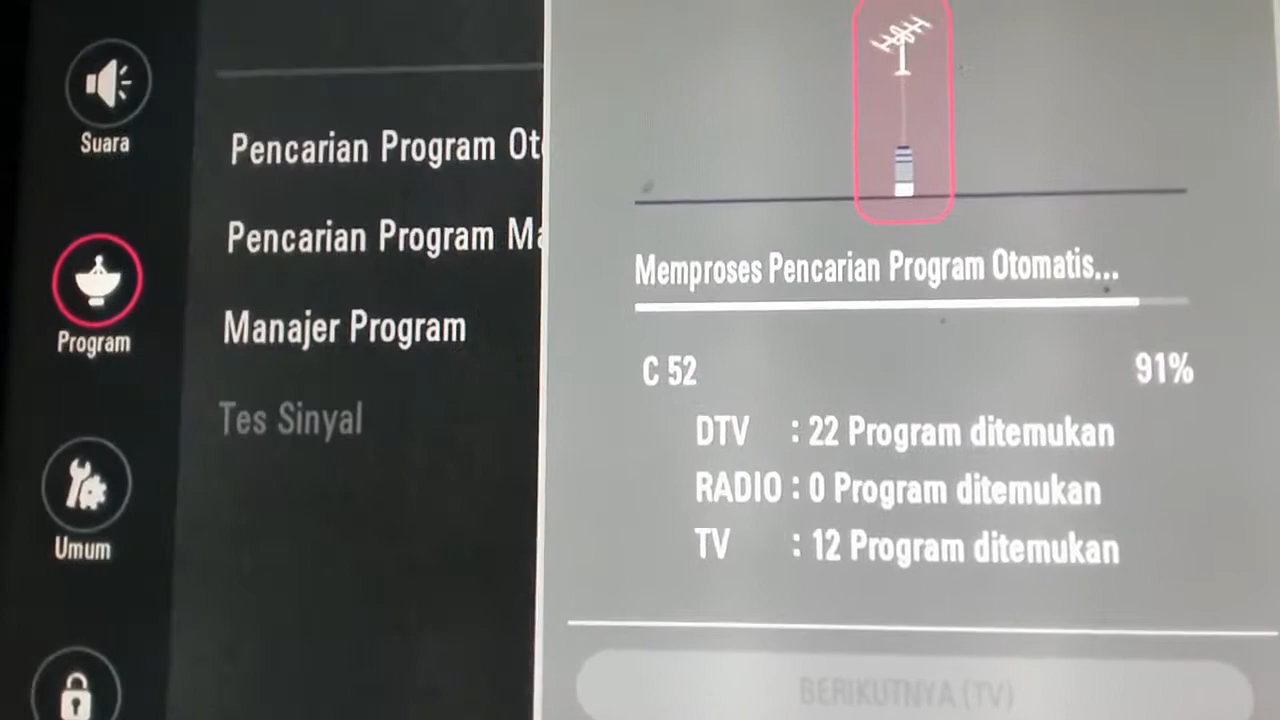 Suara
Program
Umum
Pencarian Program Ot
Pencarian Program Ma
Manajer Program
Tes Sinyal
Memproses Pencarian Program Otomatis...
C 52 91%
DTV : 22 Program ditemukan
RADIO : 0 Program ditemukan
TV : 12 Program ditemukan
BERIKUTNYA (TV)